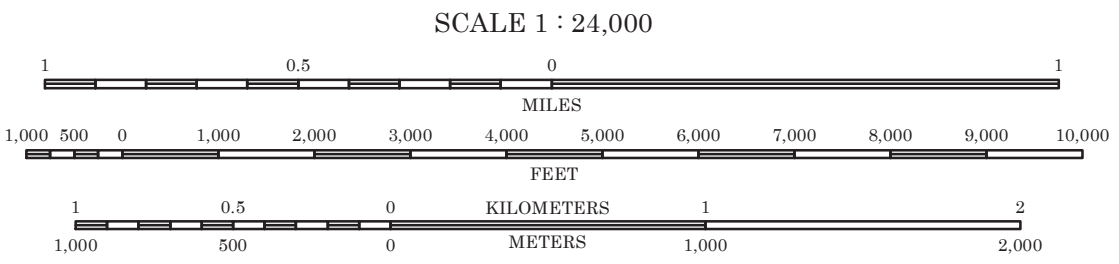 SCALE 1 : 24,000
1 0.5 0 1
MILES
1,000 500 0 1,000 2,000 3,000 4,000 5,000 6,000 7,000 8,000 9,000 10,000
FEET
1 0.5 0 KILOMETERS 1 2
1,000 500 0 METERS 1,000 2,000